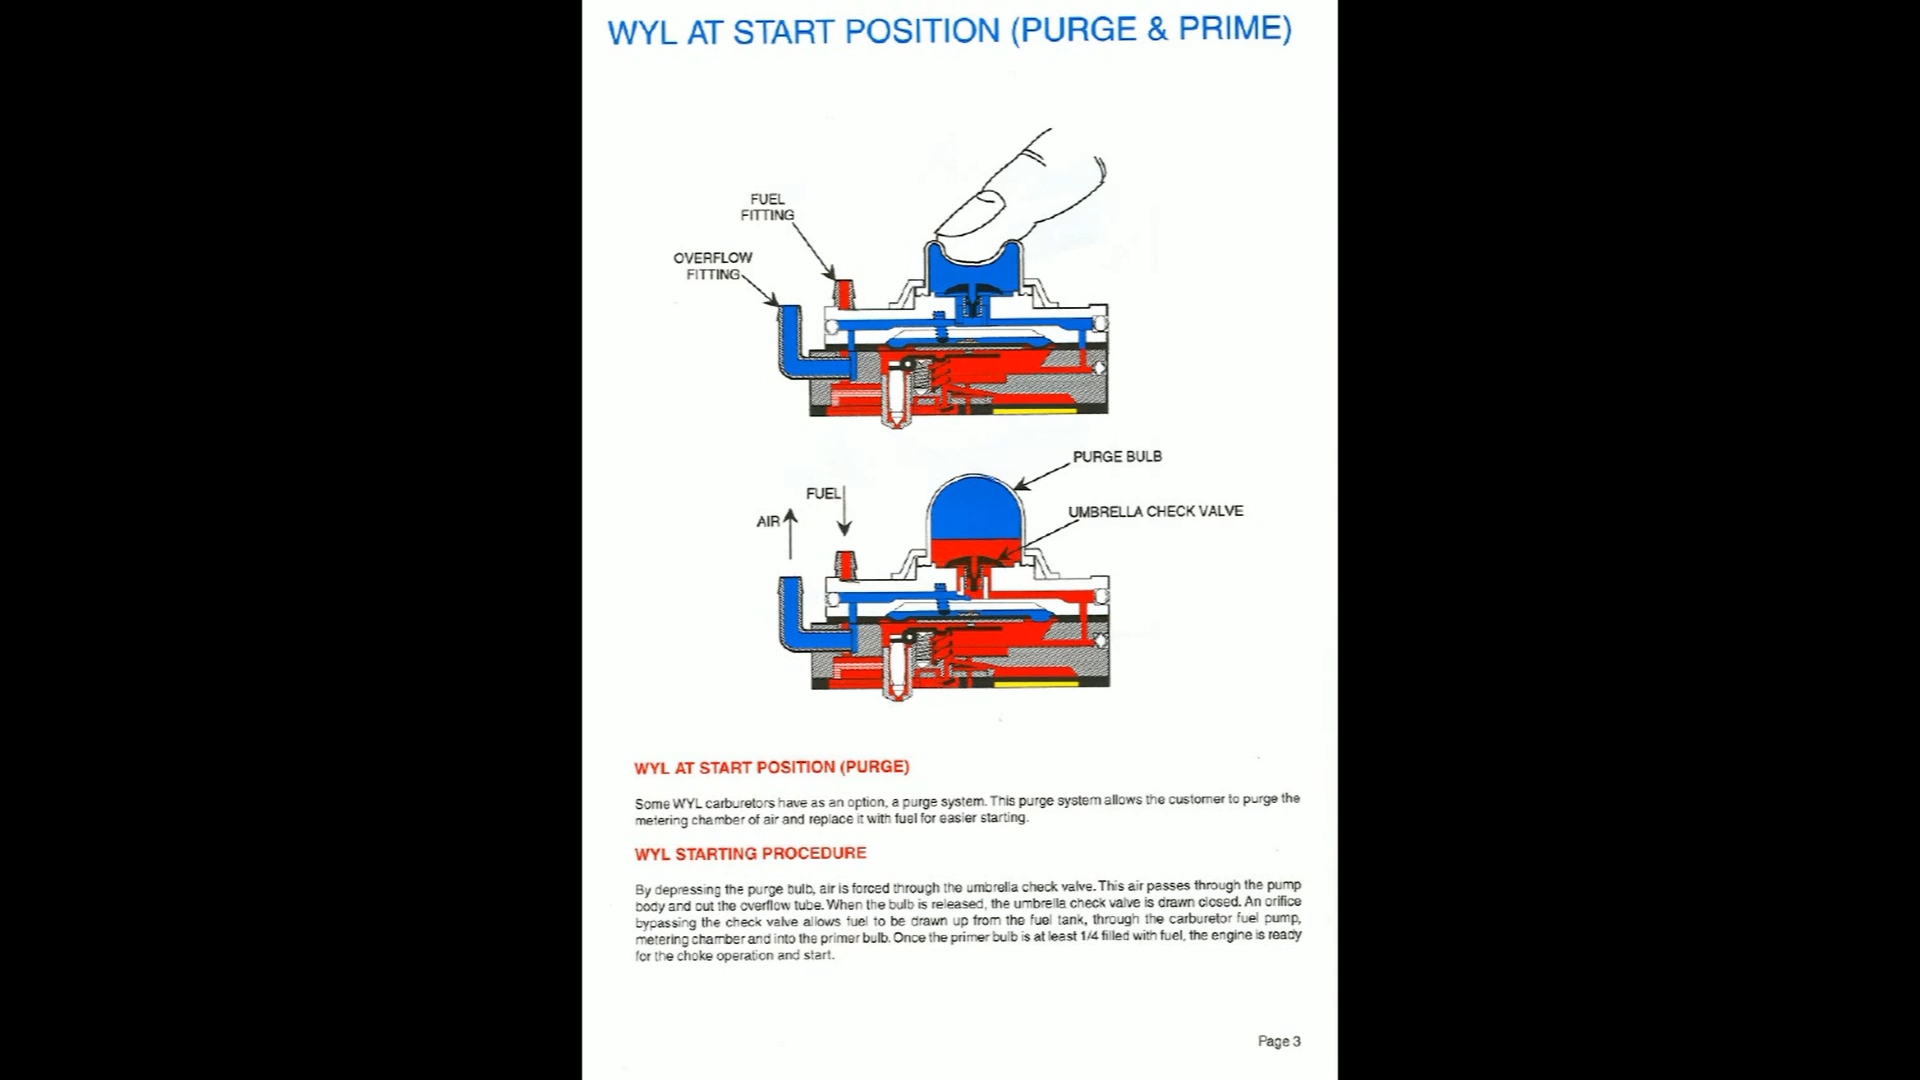 WYL AT START POSITION (PURGE & PRIME)
FUEL
FITTING
OVERFLOW
FITTING
PURGE BULB
FUEL
UMBRELLA CHECK VALVE
AIR
WYL AT START POSITION (PURGE)
Some WYL carburetors have as an option, a purge system. This purge system allows the customer to purge the
metering chamber of air and replace it with fuel for easier starting.
WYL STARTING PROCEDURE
By depressing the purge bulb, air is forced through the umbrella check valve. This air passes through the pump
body and out the overflow tube. When the bulb is released, the umbrella check valve is drawn closed. An orifice
bypassing the check valve allows fuel to be drawn up from the fuel tank, through the carburetor fuel pump,
metering chamber and into the primer bulb. Once the primer bulb is at least 1/4 filled with fuel, the engine is ready
for the choke operation and start.
Page 3